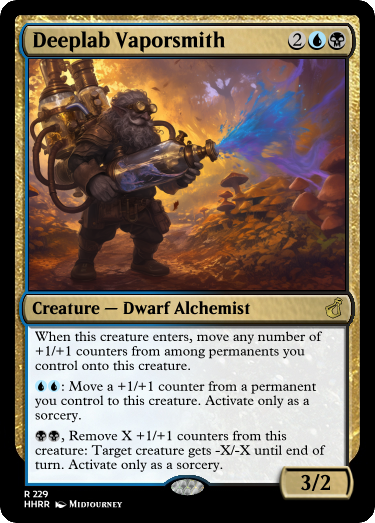 Deeplab Vaporsmith 2
Creature — Dwarf Alchemist
When this creature enters, move any number of
+1/+1 counters from among permanents you
control onto this creature.
: Move a +1/+1 counter from a permanent
you control to this creature. Activate only as a
sorcery.
, Remove X +1/+1 counters from this
creature: Target creature gets -X/-X until end
of turn. Activate only as a sorcery.
3/2
R 229
HHRR Midjourney